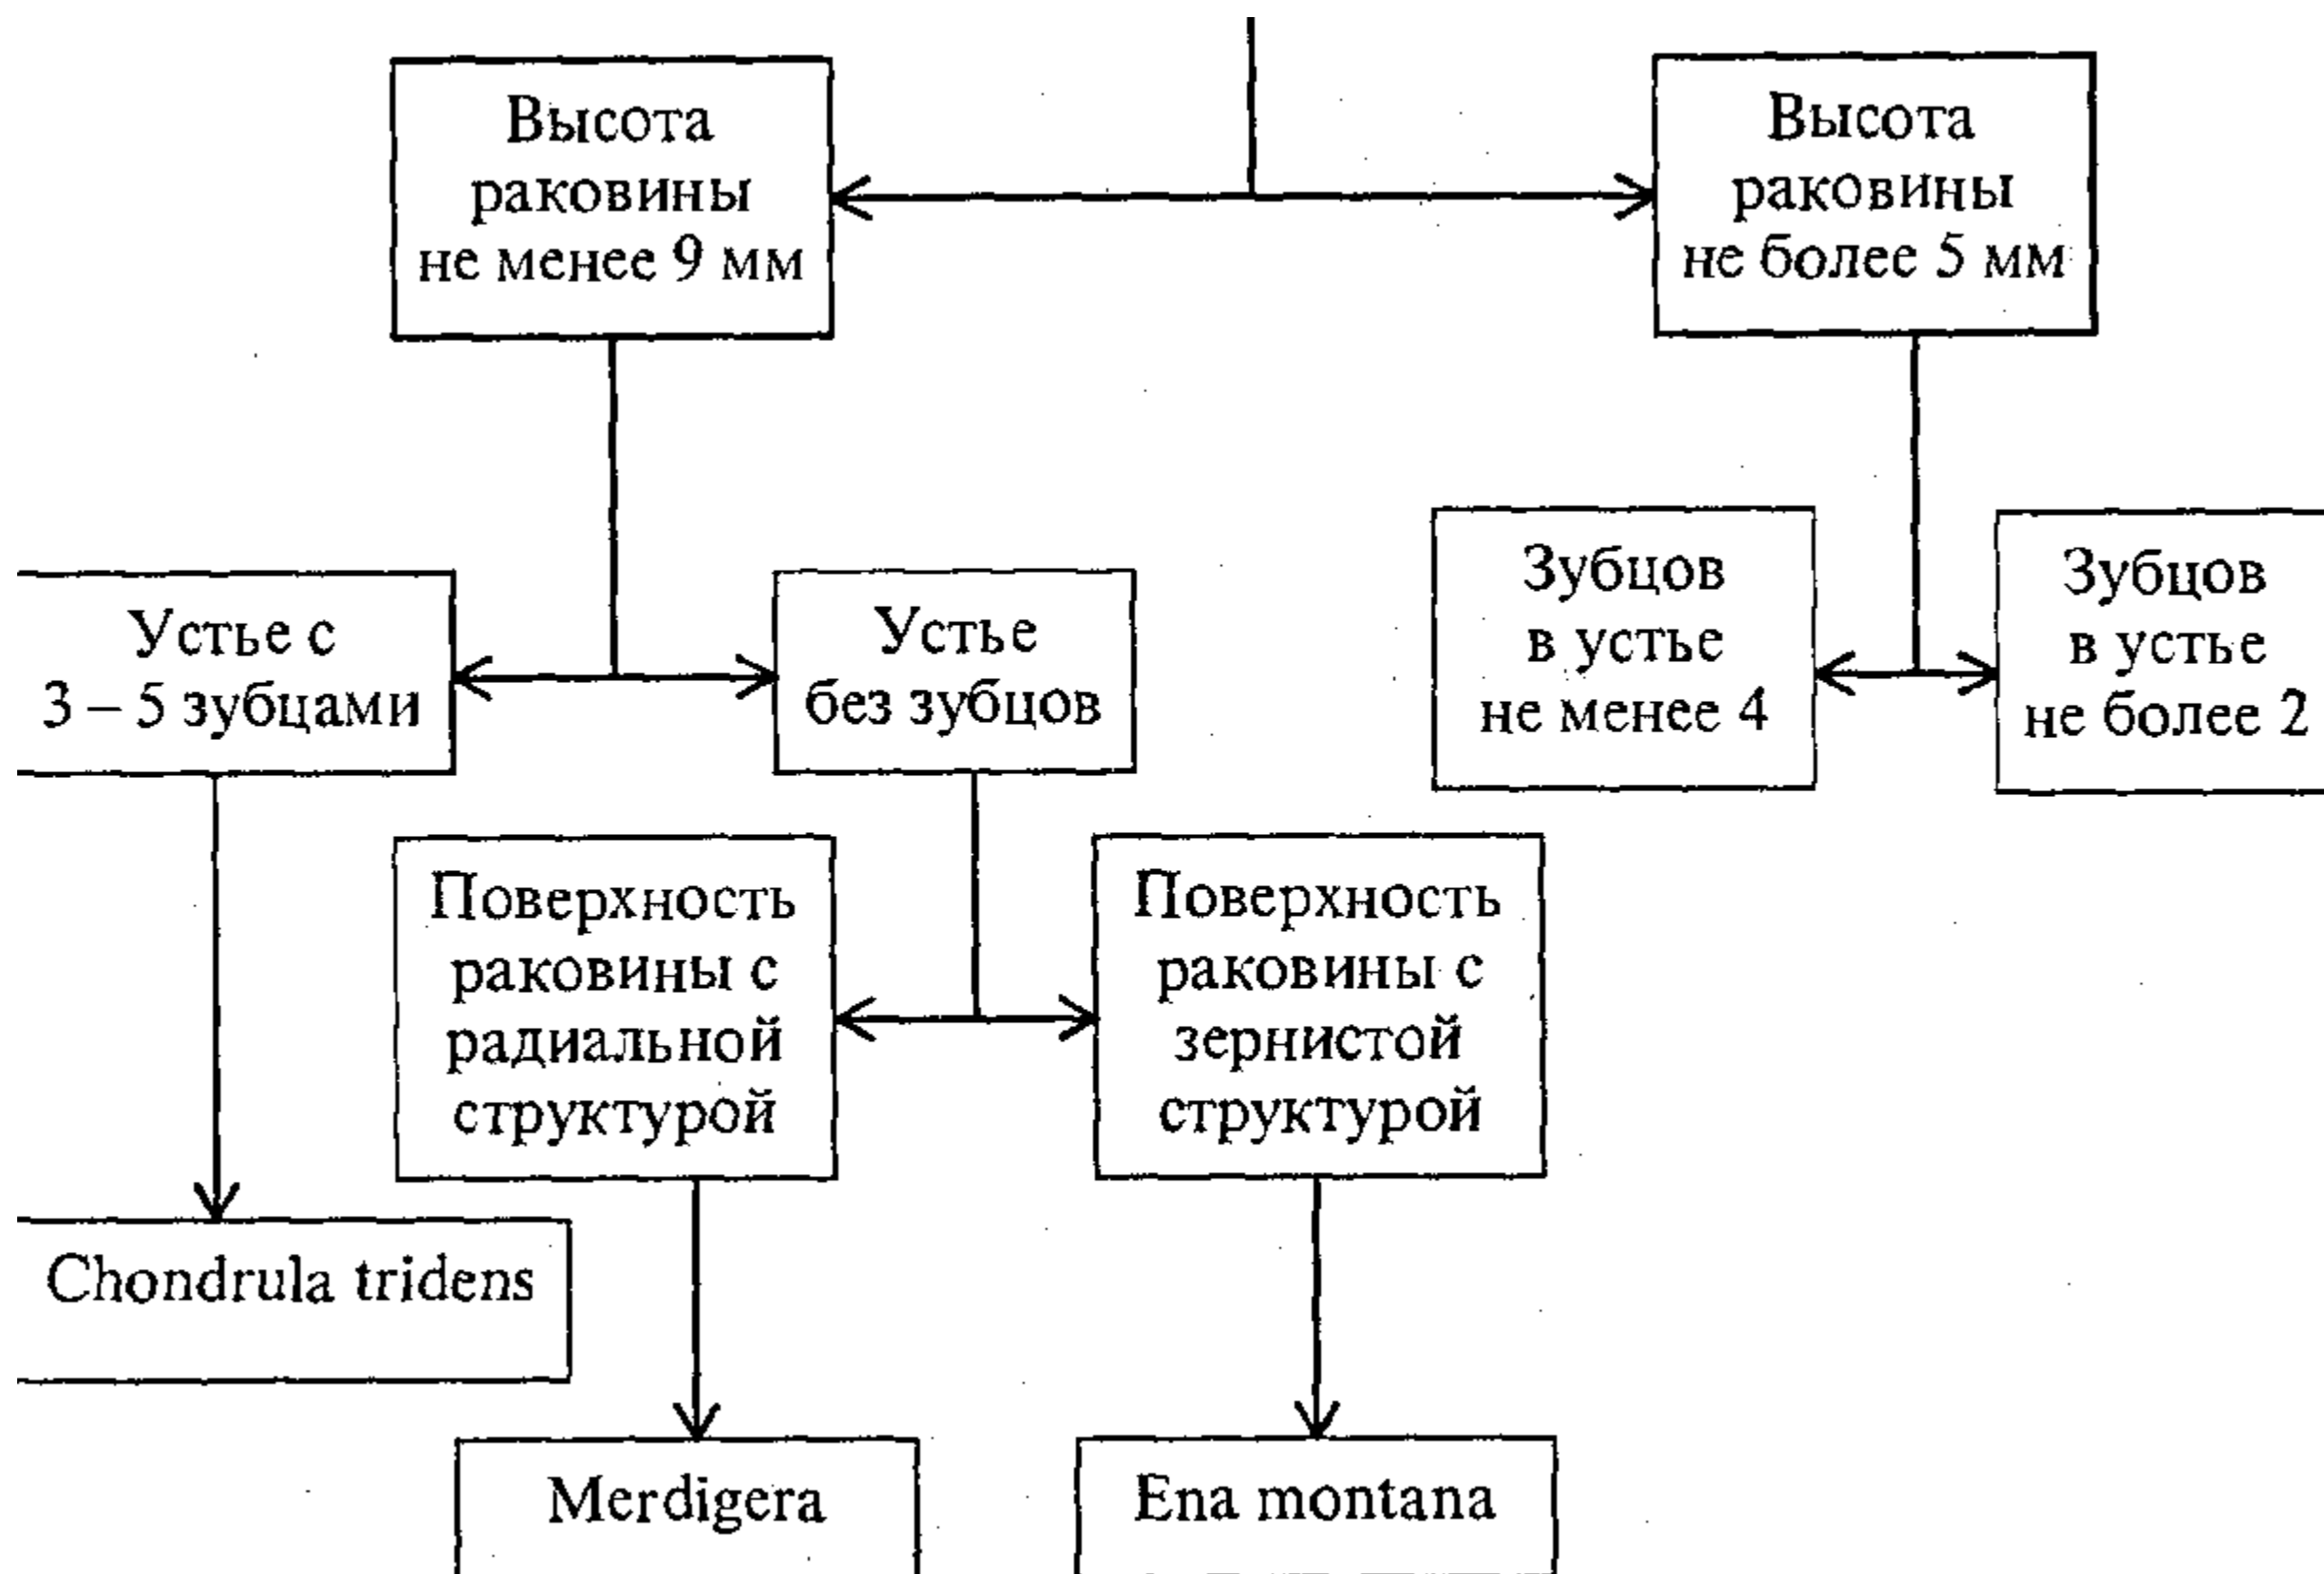 Высота
раковины
не менее 9 мм
Высота
раковины
не более 5 мм
Устье с
3 – 5 зубцами
Устье
без зубцов
Зубцов
в устье
не менее 4
Зубцов
в устье
не более 2
Поверхность
раковины с
радиальной
структурой
Поверхность
раковины с
зернистой
структурой
Chondrula tridens
Merdigera
Ena montana